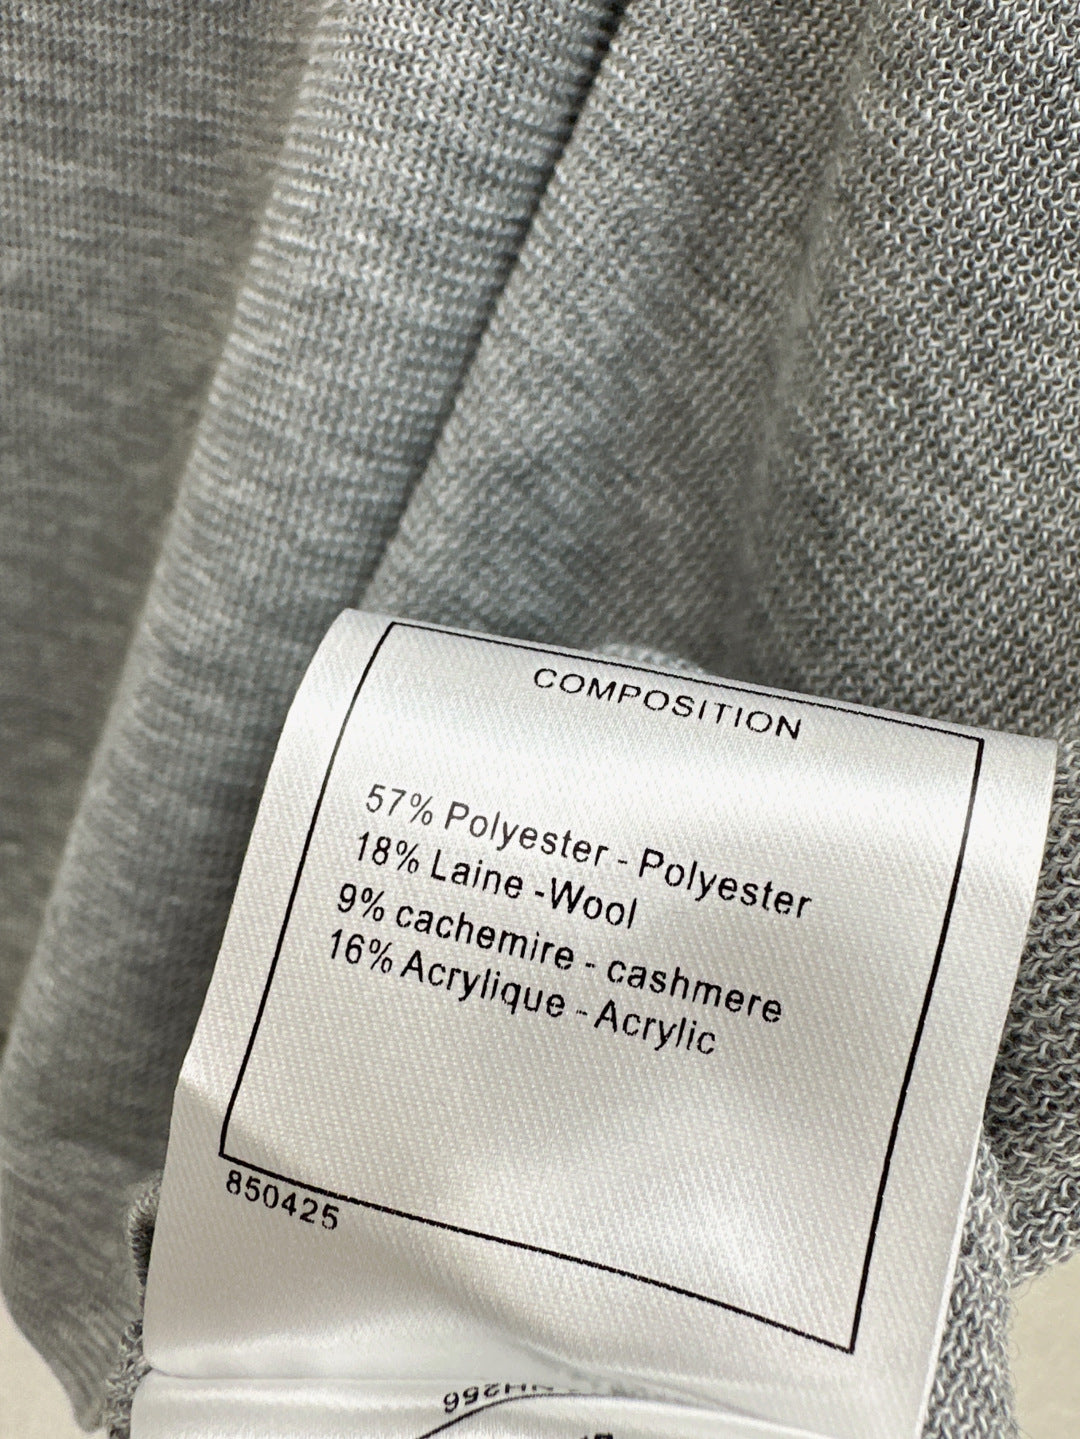 COMPOSITION
57% Polyester - Polyester
18% Laine -Wool
9% cachemire - cashmere
16% Acrylique - Acrylic
850425